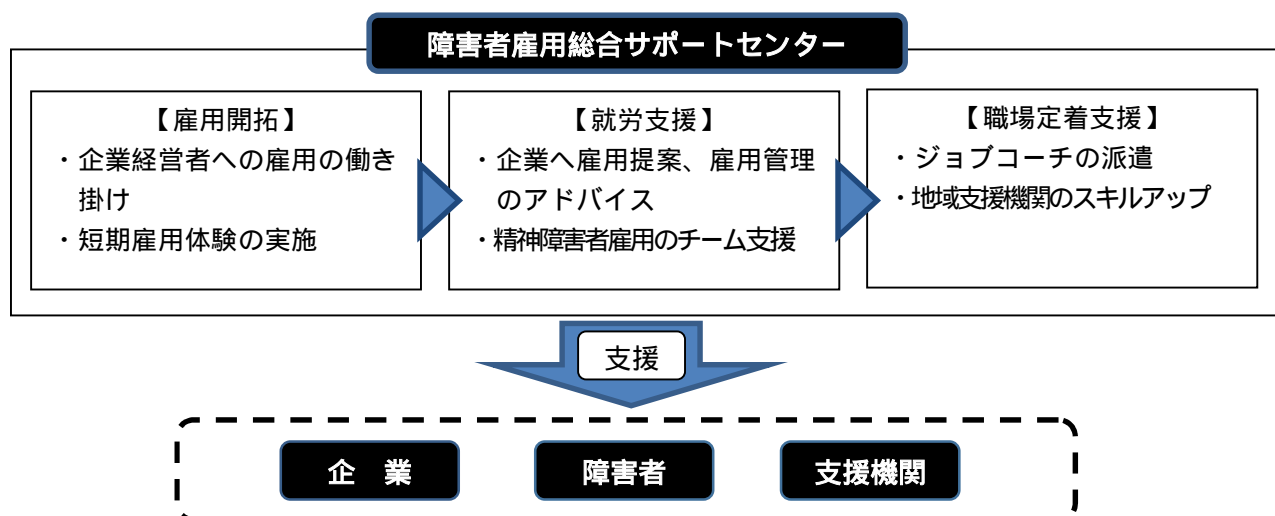 障害者雇用総合サポートセンター
【雇用開拓】
・企業経営者への雇用の働き
掛け
・短期雇用体験の実施
【就労支援】
・企業へ雇用提案、雇用管理
のアドバイス
・精神障害者雇用のチーム支援
【職場定着支援】
・ジョブコーチの派遣
・地域支援機関のスキルアップ
支援
企　業
障害者
支援機関